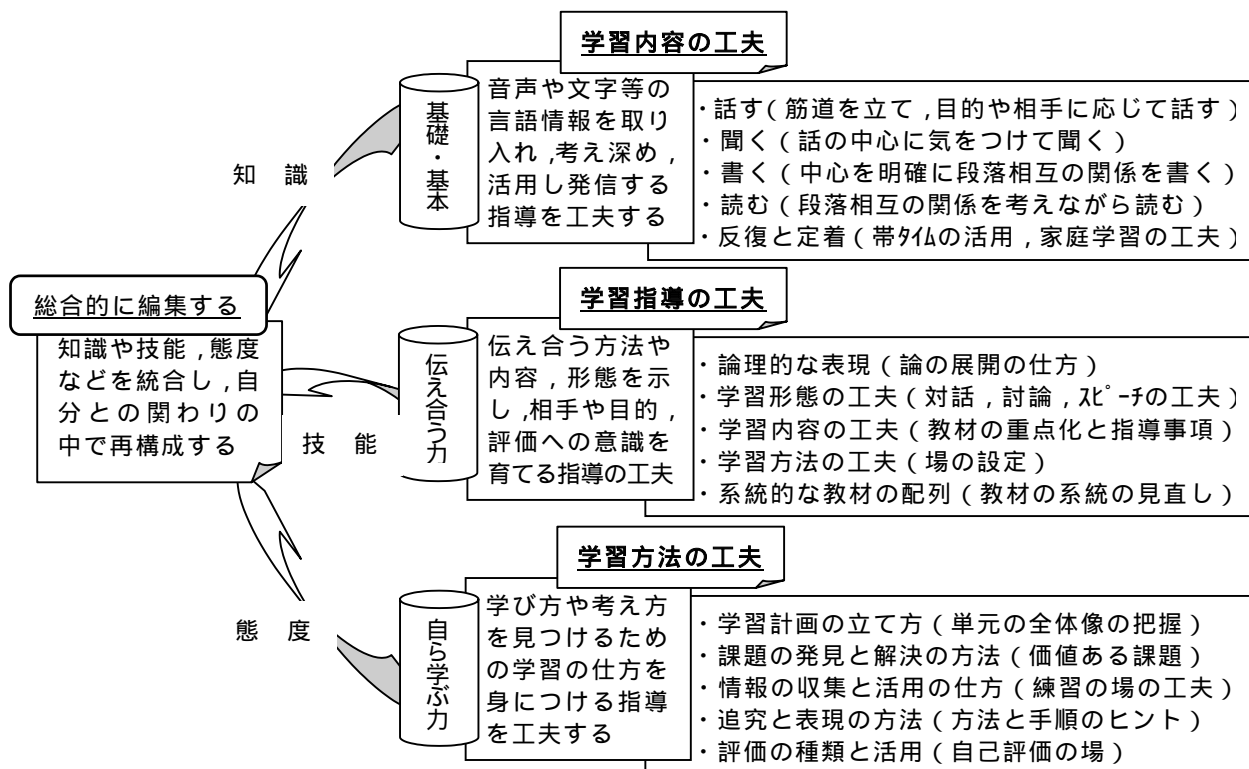 学習内容の工夫
知識
基礎・基本
音声や文字等の
言語情報を取り
入れ,考え深め,
活用し発信する
指導を工夫する
・話す(筋道を立て,目的や相手に応じて話す)
・聞く(話の中心に気をつけて聞く)
・書く(中心を明確に段落相互の関係を書く)
・読む(段落相互の関係を考えながら読む)
・反復と定着(帯タイムの活用,家庭学習の工夫)
総合的に編集する
知識や技能,態度
などを統合し,自
分との関わりの
中で再構成する
学習指導の工夫
技能
伝え合う力
伝え合う方法や
内容,形態を示
し,相手や目的,
評価への意識を
育てる指導の工夫
・論理的な表現(論の展開の仕方)
・学習形態の工夫(対話,討論,スピーチの工夫)
・学習内容の工夫(教材の重点化と指導事項)
・学習方法の工夫(場の設定)
・系統的な教材の配列(教材の系統の見直し)
学習方法の工夫
態度
自ら学ぶ力
学び方や考え方
を見つけるため
の学習の仕方を
身につける指導
を工夫する
・学習計画の立て方(単元の全体像の把握)
・課題の発見と解決の方法(価値ある課題)
・情報の収集と活用の仕方(練習の場の工夫)
・追究と表現の方法(方法と手順のヒント)
・評価の種類と活用(自己評価の場)